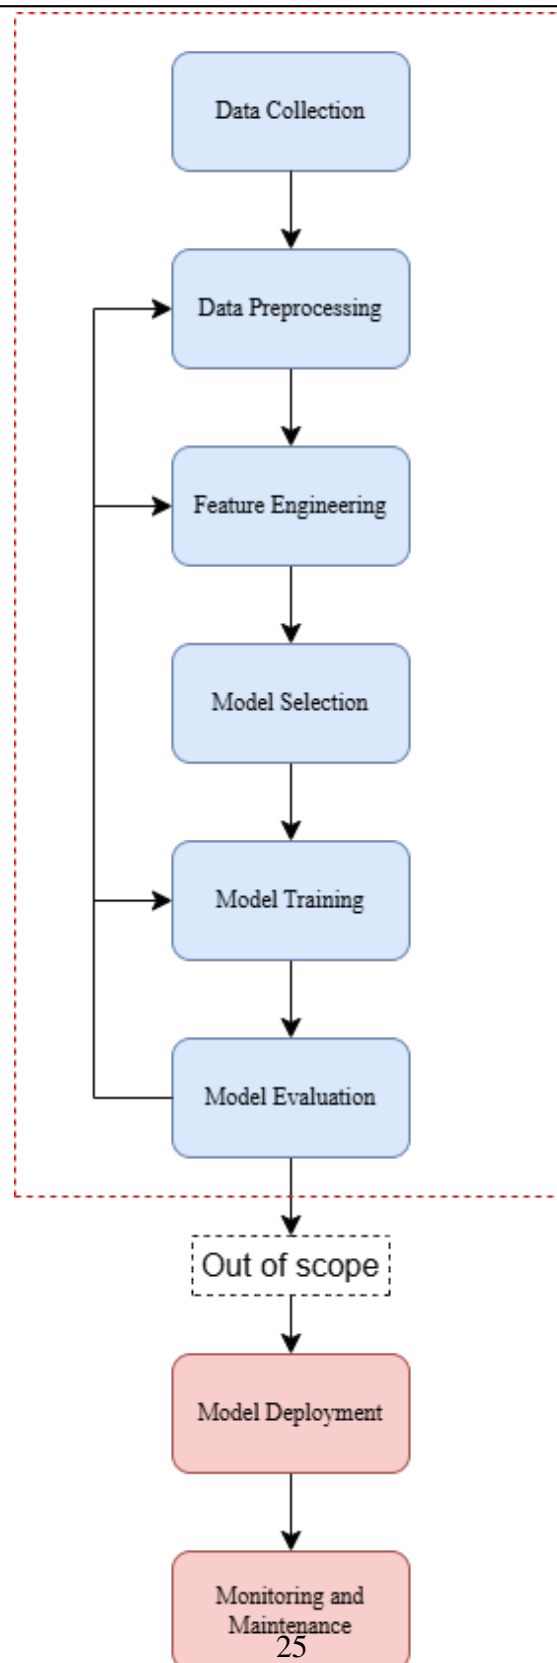 Data Collection
Data Preprocessing
Feature Engineering
Model Selection
Model Training
Model Evaluation
Out of scope
Model Deployment
Monitoring and
Maintenance
25